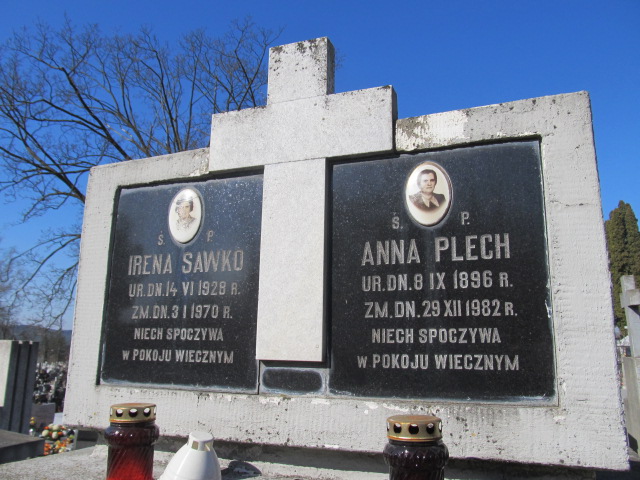 Ś. P.
IRENA SAWKO
UR. DN. 14 VI 1928 R.
ZM. DN. 3 I 1970 R.
NIECH SPOCZYWA
W POKOJU WIECZNYM
Ś. P.
ANNA PLECH
UR. DN. 8 IX 1896 R.
ZM. DN. 29 XII 1982 R.
NIECH SPOCZYWA
W POKOJU WIECZNYM